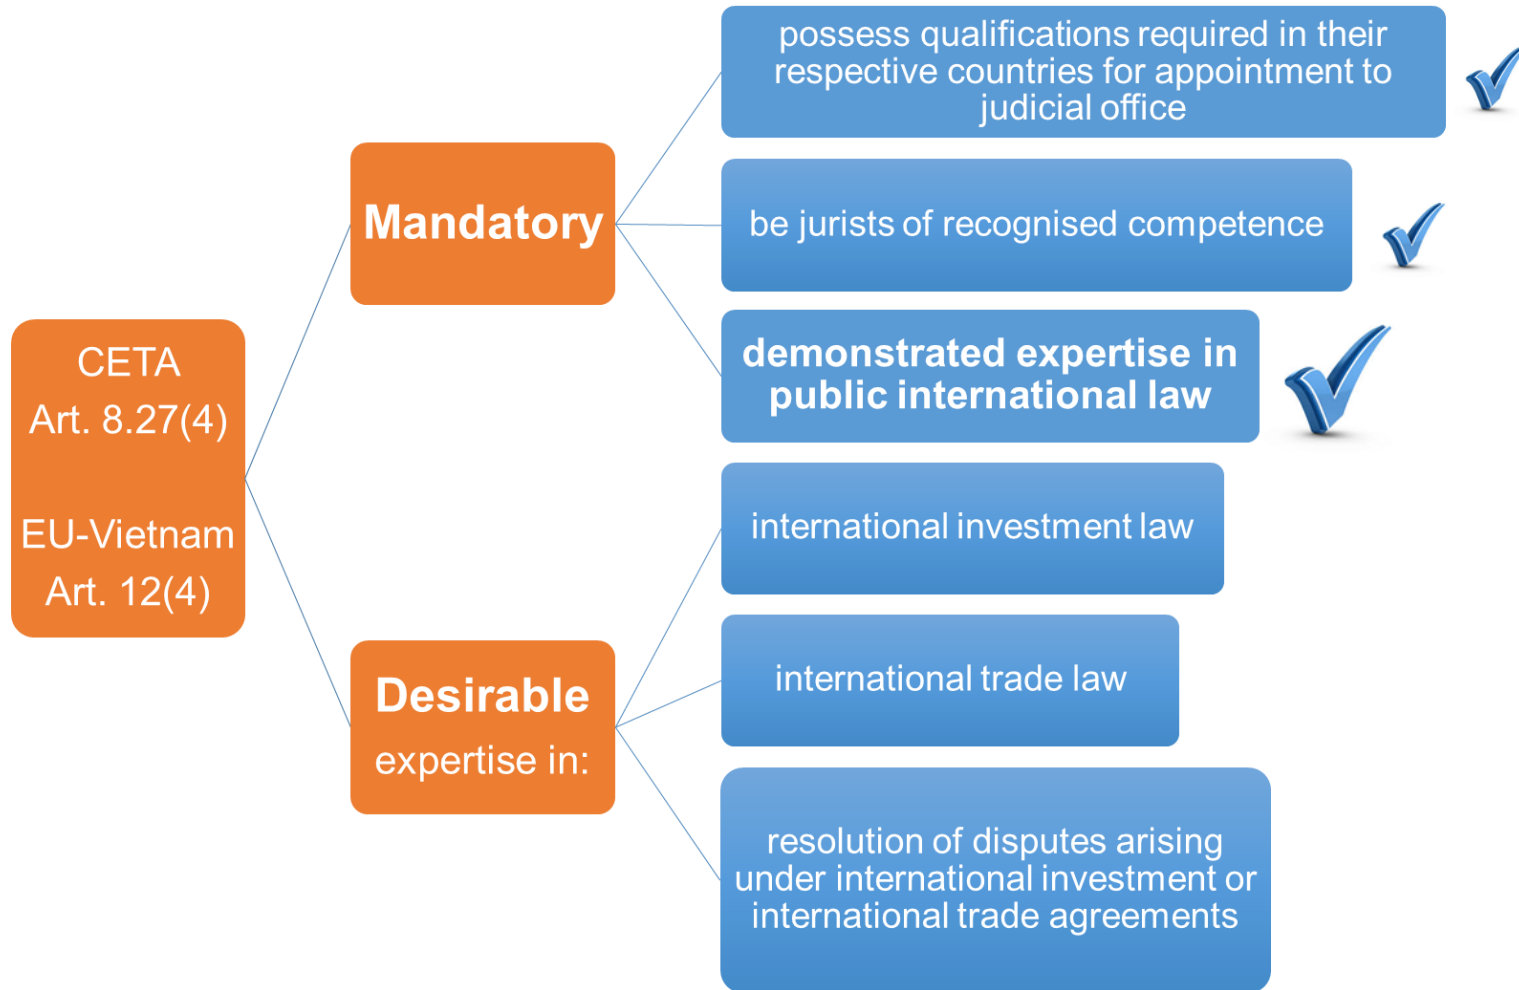 CETA
Art. 8.27(4)
EU-Vietnam
Art. 12(4)
Mandatory
possess qualifications required in their
respective countries for appointment to
judicial office
be jurists of recognised competence
demonstrated expertise in
public international law
Desirable
expertise in:
international investment law
international trade law
resolution of disputes arising
under international investment or
international trade agreements